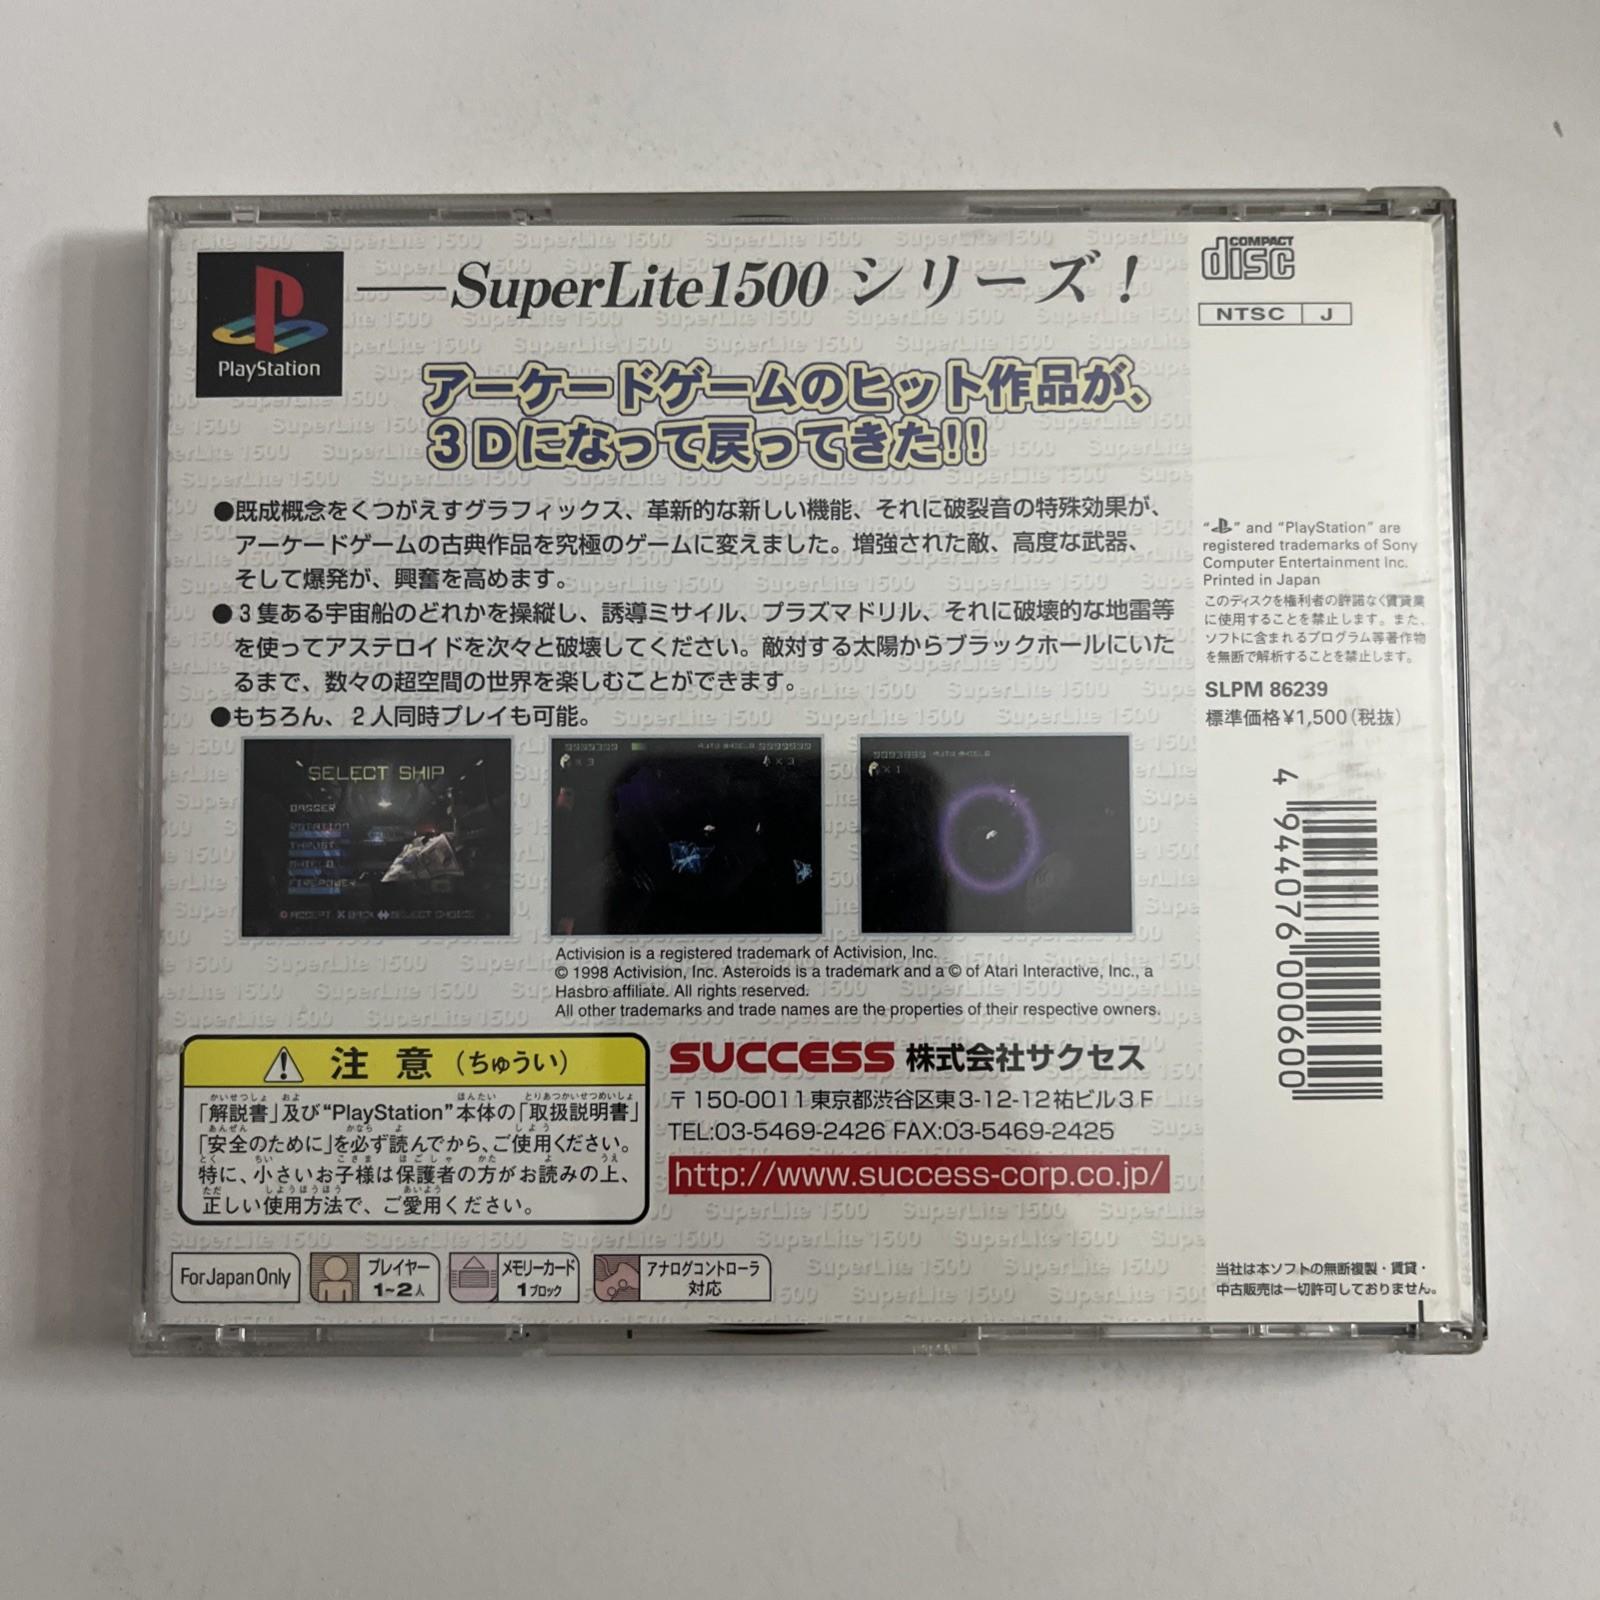 PlayStation
SuperLite1500 シリーズ!
アーケードゲームのヒット作品が、
3Dになって戻ってきた!!
●既成概念をくつがえすグラフィックス、革新的な新しい機能、それに破裂音の特殊効果が、
アーケードゲームの古典作品を究極のゲームに変えました。増強された敵、高度な武器、
そして爆発が、興奮を高めます。
●3隻ある宇宙船のどれかを操縦し、誘導ミサイル、プラズマドリル、それに破壊的な地雷等
を使ってアステロイドを次々と破壊してください。敵対する太陽からブラックホールにいた
るまで、数々の超空間の世界を楽しむことができます。
●もちろん、2人同時プレイも可能。
SELECT SHIP
ROTATION
THRUST
SHIELD
FIREPOWER
ACCEPT X BACK SELECT CHOICE
9999999
AUTO SHIELD 9999999
X 3
X 3
AUTO SHIELD
X 1
Activision is a registered trademark of Activision, Inc.
© 1998 Activision, Inc. Asteroids is a trademark and a © of Atari Interactive, Inc., a
Hasbro affiliate. All rights reserved.
All other trademarks and trade names are the properties of their respective owners.
注意(ちゅうい)
「解説書」及び“PlayStation”本体の「取扱説明書」
「安全のために」を必ず読んでから、ご使用ください。
特に、小さいお子様は保護者の方がお読みの上、
正しい使用方法で、ご愛用ください。
SUCCESS 株式会社サクセス
〒150-0011 東京都渋谷区東3-12-12祐ビル3F
TEL:03-5469-2426 FAX:03-5469-2425
http://www.success-corp.co.jp/
For Japan Only
プレイヤー
1~2人
メモリーカード
1ブロック
アナログコントローラ
対応
COMPACT
disc
NTSC J
“ ” and “PlayStation” are
registered trademarks of Sony
Computer Entertainment Inc.
Printed in Japan
このディスクを権利者の許諾なく賃貸業
に使用することを禁止します。また、
ソフトに含まれるプログラム等著作物
を無断で解析することを禁止します。
SLPM 86239
標準価格¥1,500(税抜)
4 944076 000600
当社は本ソフトの無断複製・賃貸・
中古販売は一切許可しておりません。